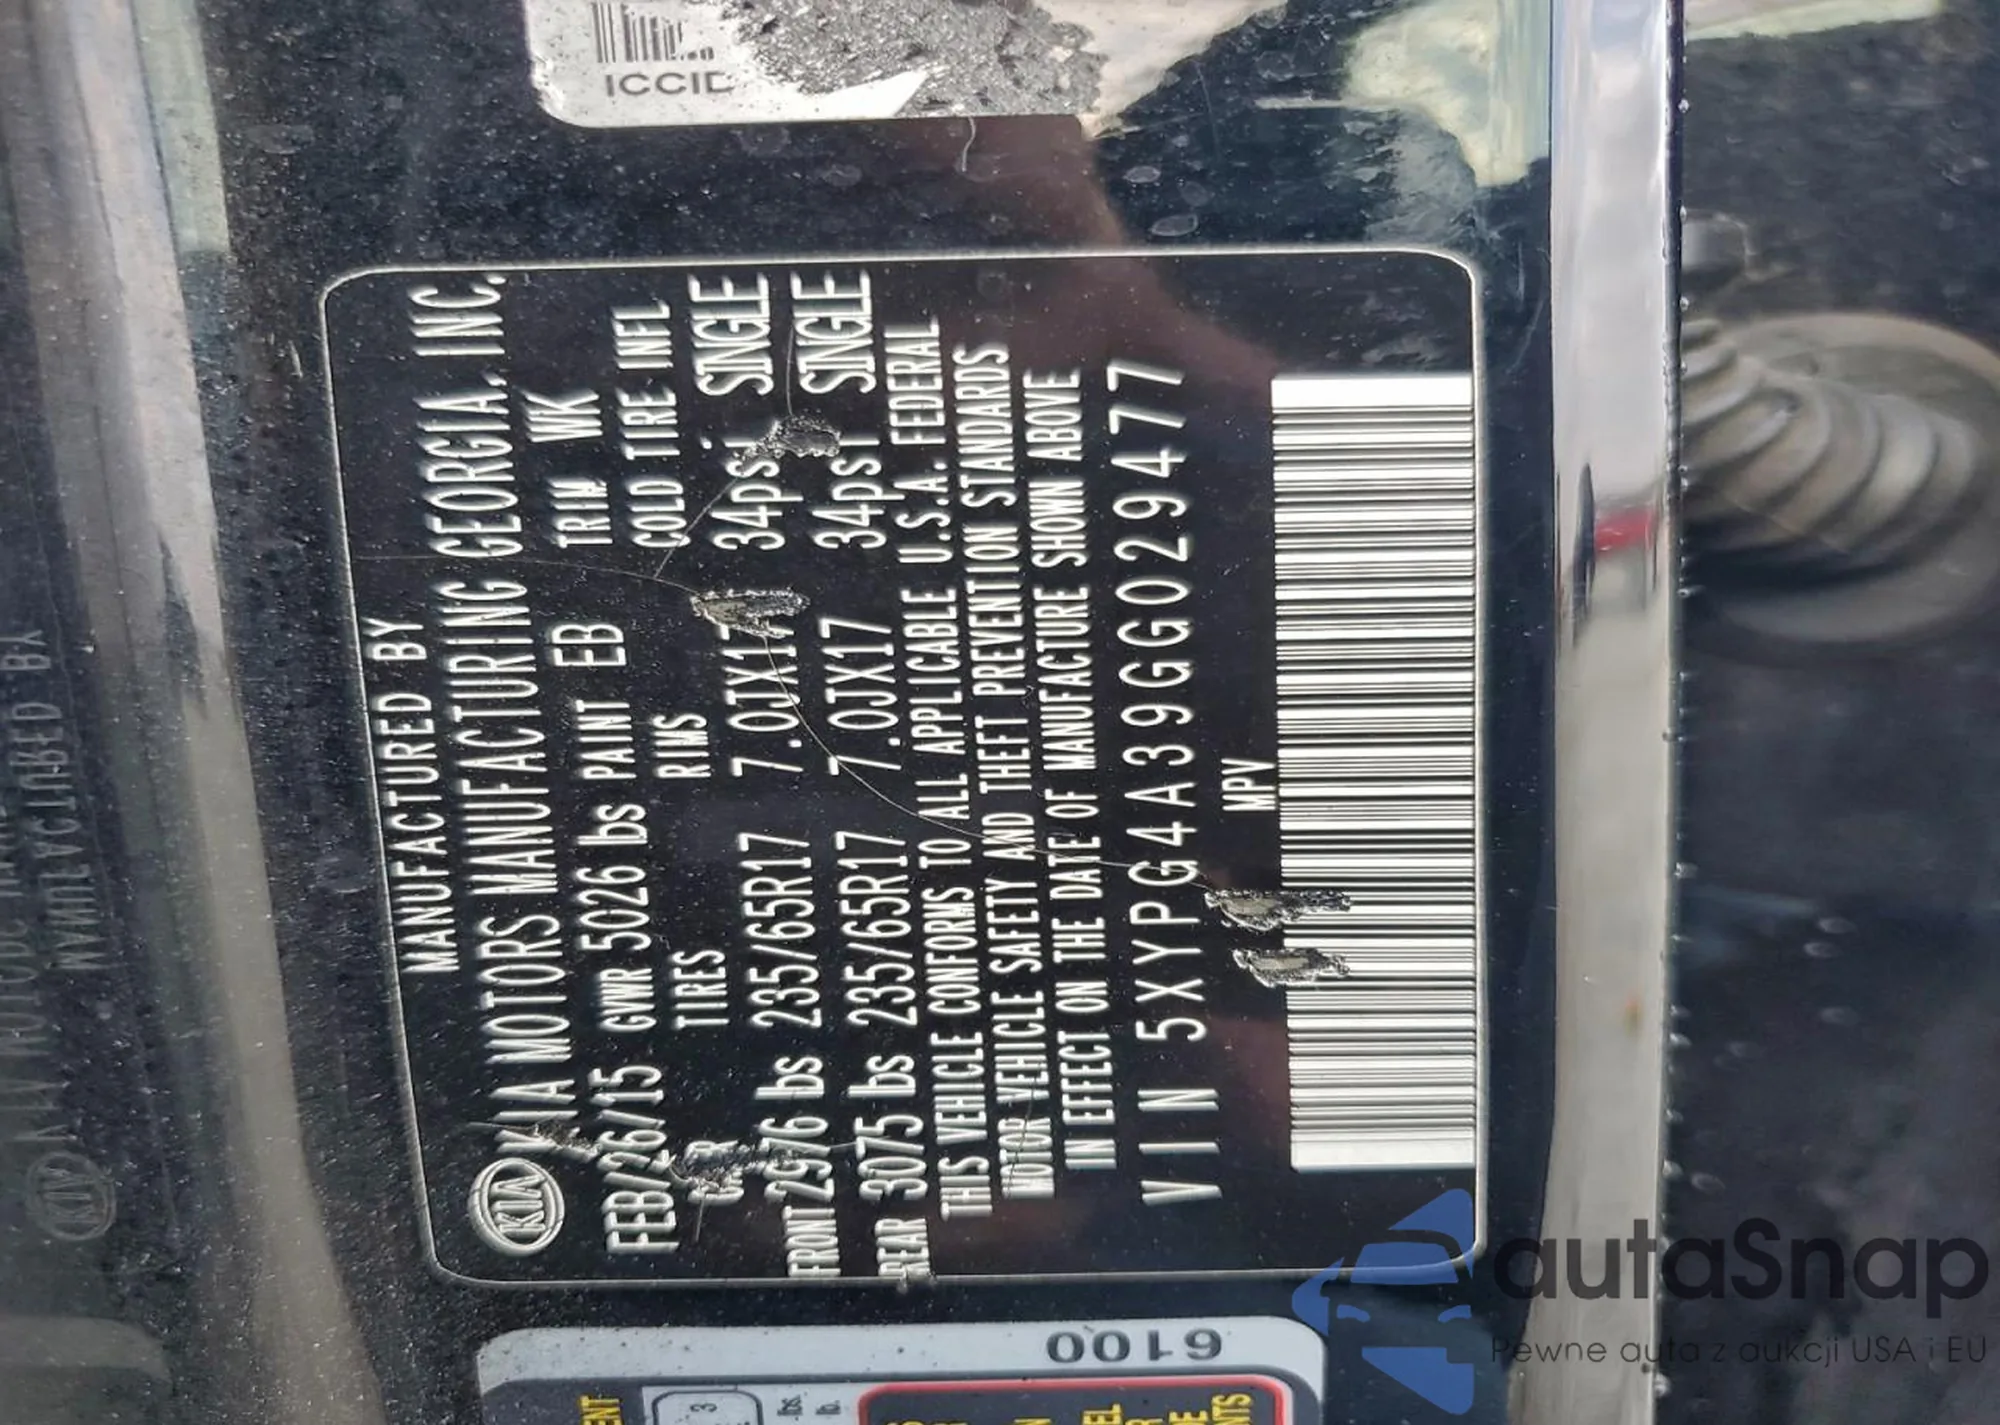 ICCID
MANUFACTURED BY
KIA KIA MOTORS MANUFACTURING GEORGIA, INC.
FEB/26/15 GVWR 5026 lbs PAINT EB TRIM WK
TIRES RIMS COLD TIRE INFL
FRONT 2976 lbs 235/65R17 7.0JX17 34psi SINGLE
REAR 3075 lbs 235/65R17 7.0JX17 34psi SINGLE
THIS VEHICLE CONFORMS TO ALL APPLICABLE U.S.A. FEDERAL
MOTOR VEHICLE SAFETY AND THEFT PREVENTION STANDARDS
IN EFFECT ON THE DATE OF MANUFACTURE SHOWN ABOVE
VIN 5XYPG4A39GG029477
MPV
autaSnap
Pewne auta z aukcji USA i EU